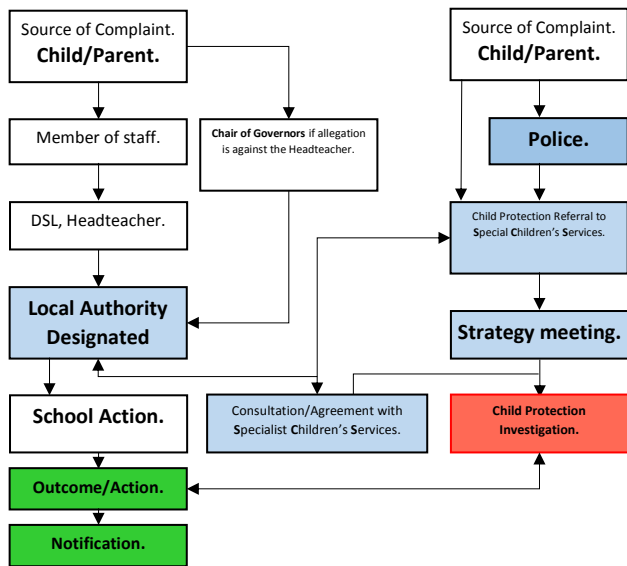 Source of Complaint.
Child/Parent.
Member of staff.
DSL, Headteacher.
Local Authority
Designated
School Action.
Outcome/Action.
Notification.
Chair of Governors if allegation
is against the Headteacher.
Consultation/Agreement with
Specialist Children’s Services.
Source of Complaint.
Child/Parent.
Police.
Child Protection Referral to
Special Children’s Services.
Strategy meeting.
Child Protection
Investigation.